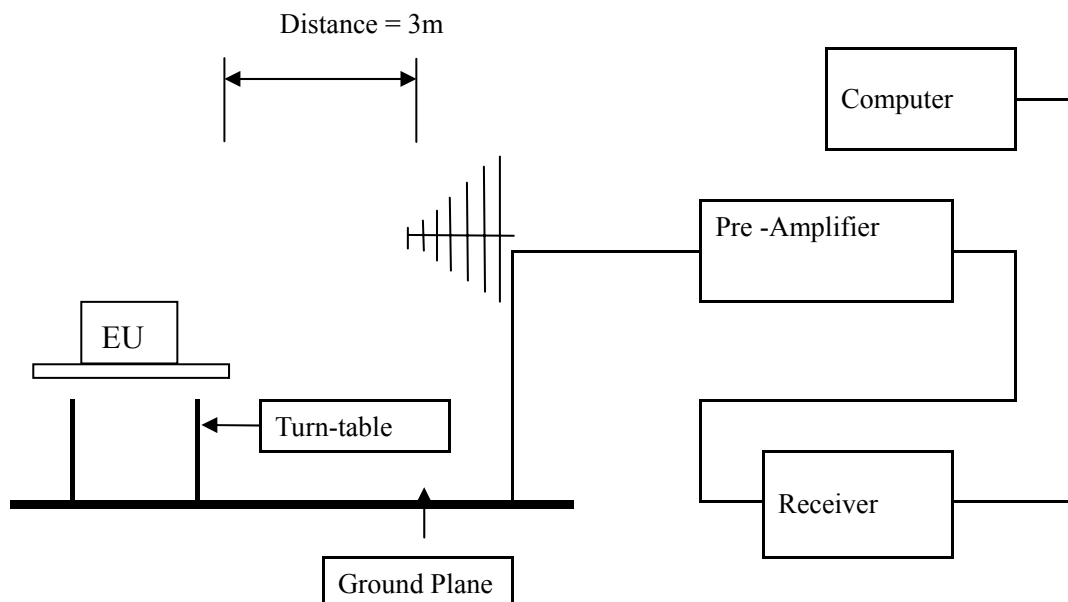 Distance = 3m
Computer
Pre -Amplifier
EU
Turn-table
Receiver
Ground Plane